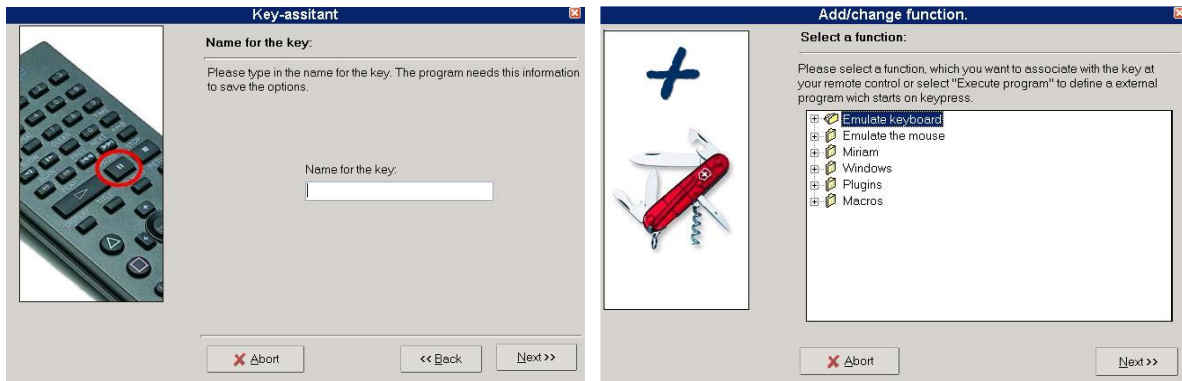 Key-assitant
Name for the key:
Please type in the name for the key. The program needs this information
to save the options.
Name for the key:
Abort
<< Back
Next >>
Add/change function.
Select a function:
Please select a function, which you want to associate with the key at
your remote control or select "Execute program" to define a external
program wich starts on keypress.
Emulate keyboard
Emulate the mouse
Miriam
Windows
Plugins
Macros
Abort
Next >>